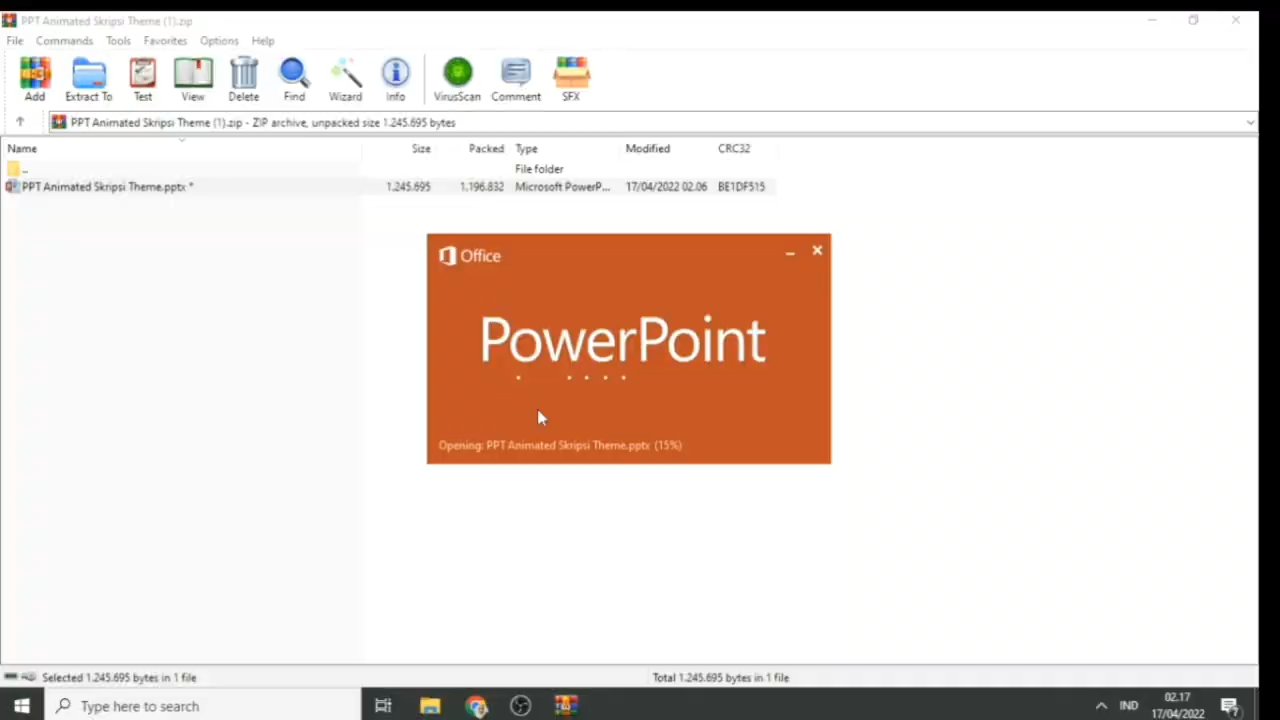 PPT Animated Skripsi Theme (1).zip
File Commands Tools Favorites Options Help
Add Extract To Test View Delete Find Wizard Info VirusScan Comment SFX
PPT Animated Skripsi Theme (1).zip - ZIP archive, unpacked size 1.245.695 bytes
Name Size Packed Type Modified CRC32
.. File folder
PPT Animated Skripsi Theme.pptx * 1.245.695 1.196.832 Microsoft PowerP... 17/04/2022 02.06 BE1DF515
Office
PowerPoint
Opening: PPT Animated Skripsi Theme.pptx (15%)
Selected 1.245.695 bytes in 1 file Total 1.245.695 bytes in 1 file
Type here to search IND 02.17
17/04/2022 7